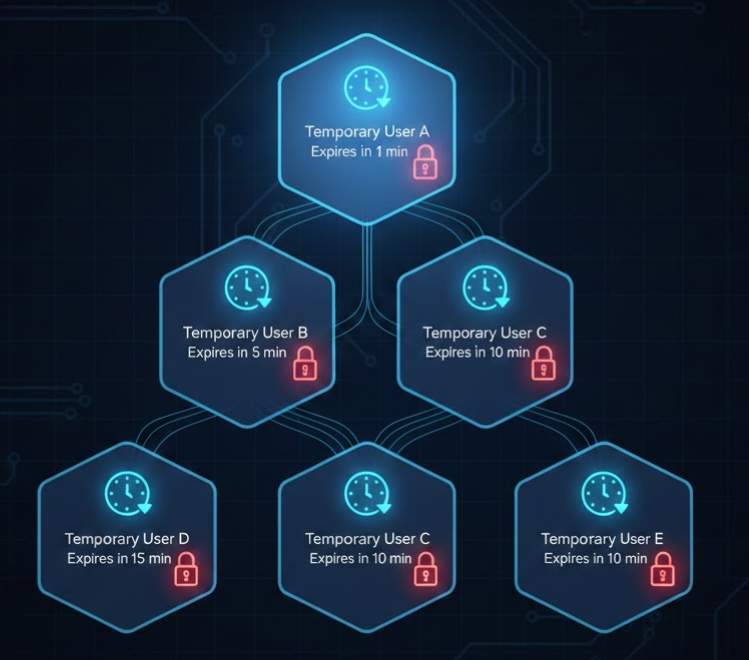 Temporary User A
Expires in 1 min
Temporary User B
Expires in 5 min
Temporary User C
Expires in 10 min
Temporary User D
Expires in 15 min
Temporary User C
Expires in 10 min
Temporary User E
Expires in 10 min